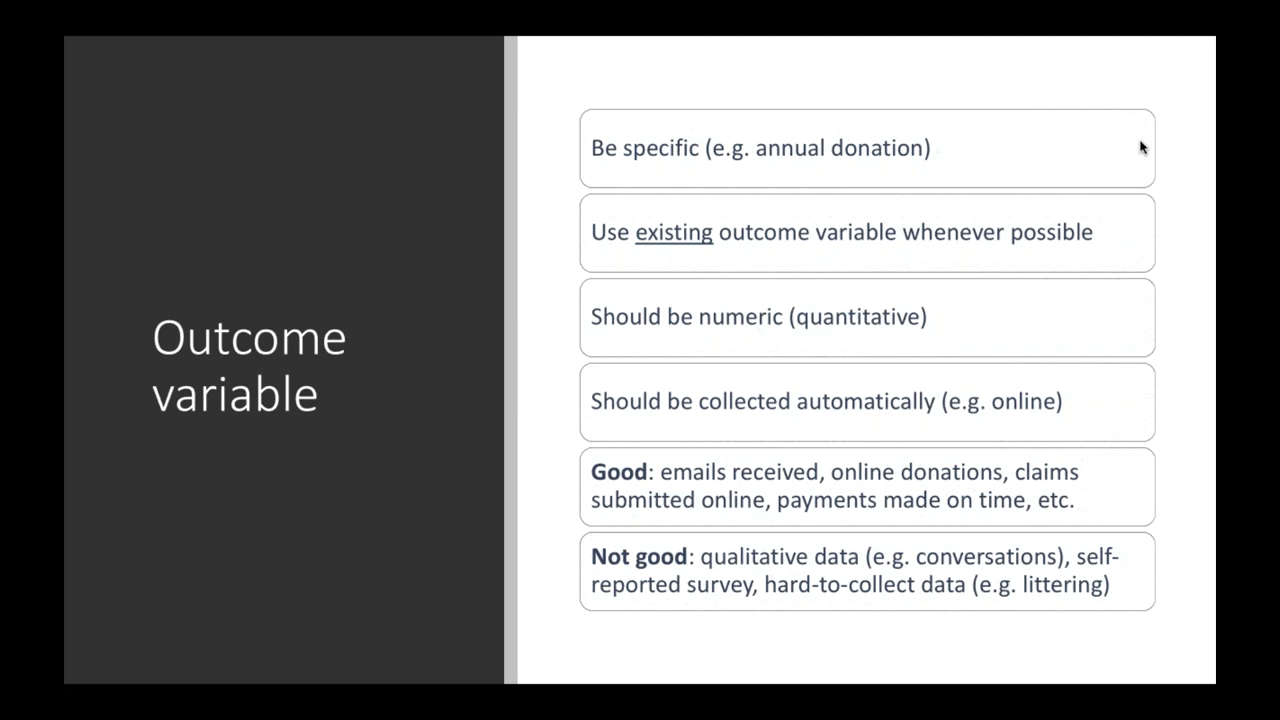 Outcome
variable
Be specific (e.g. annual donation)
Use existing outcome variable whenever possible
Should be numeric (quantitative)
Should be collected automatically (e.g. online)
Good: emails received, online donations, claims
submitted online, payments made on time, etc.
Not good: qualitative data (e.g. conversations), self-
reported survey, hard-to-collect data (e.g. littering)